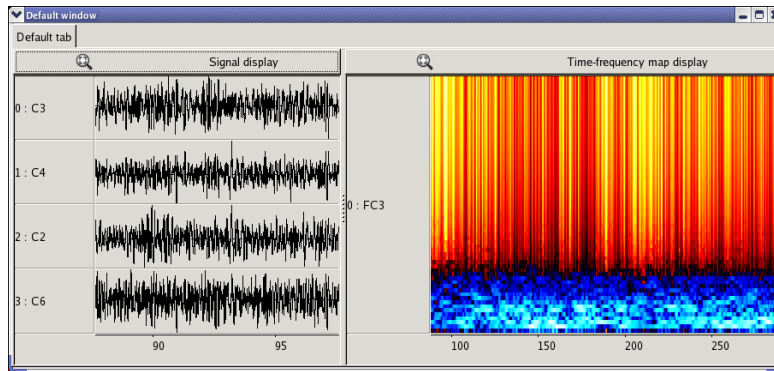 Default window
Default tab
Signal display
Time-frequency map display
0 : C3
1 : C4
2 : C2
3 : C6
90 95
0 : FC3
100 150 200 250